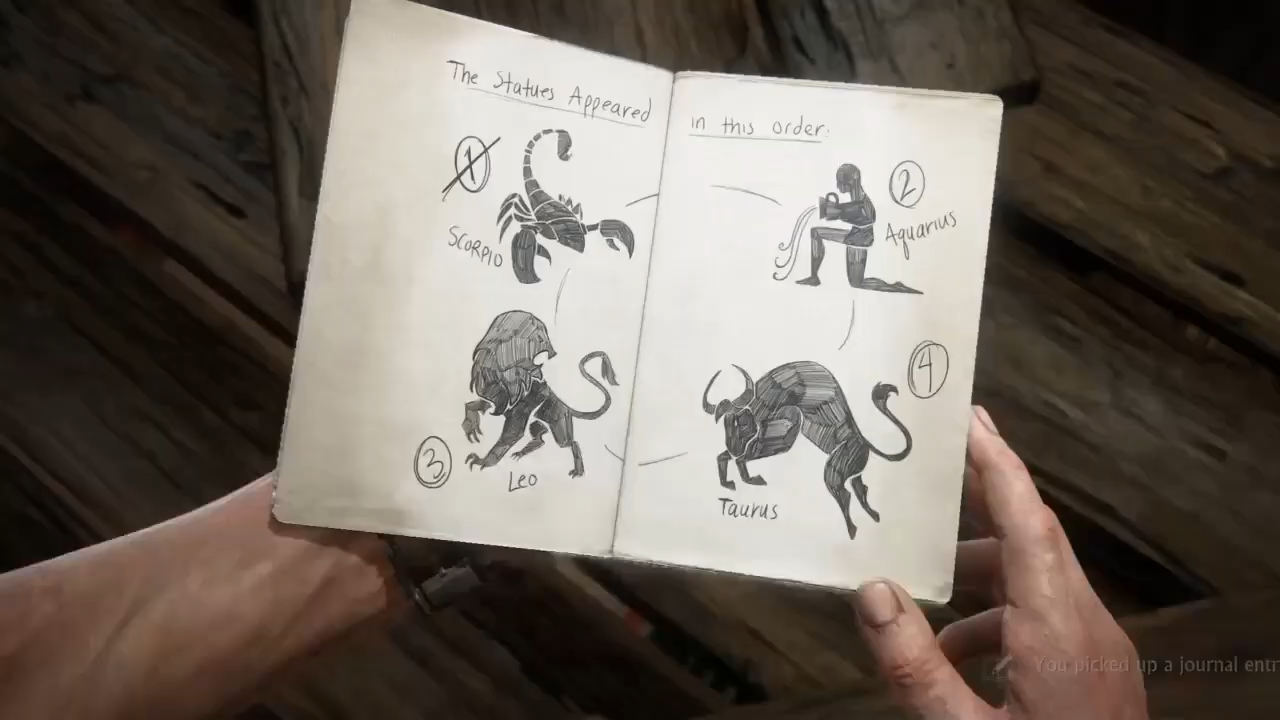 The Statues Appeared
in this order:
1
SCORPIO
2
Aquarius
3
Leo
4
Taurus
You picked up a journal entr